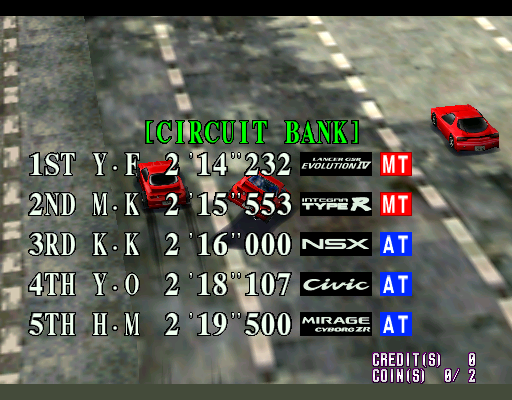 [CIRCUIT BANK]
1ST Y.F 2'14"232 LANCER GSR EVOLUTION IV MT
2ND M.K 2'15"553 INTEGRA TYPE R MT
3RD K.K 2'16"000 NSX AT
4TH Y.O 2'18"107 Civic AT
5TH H.M 2'19"500 MIRAGE CYBORG ZR AT
CREDIT(S) 0
COIN(S) 0/ 2